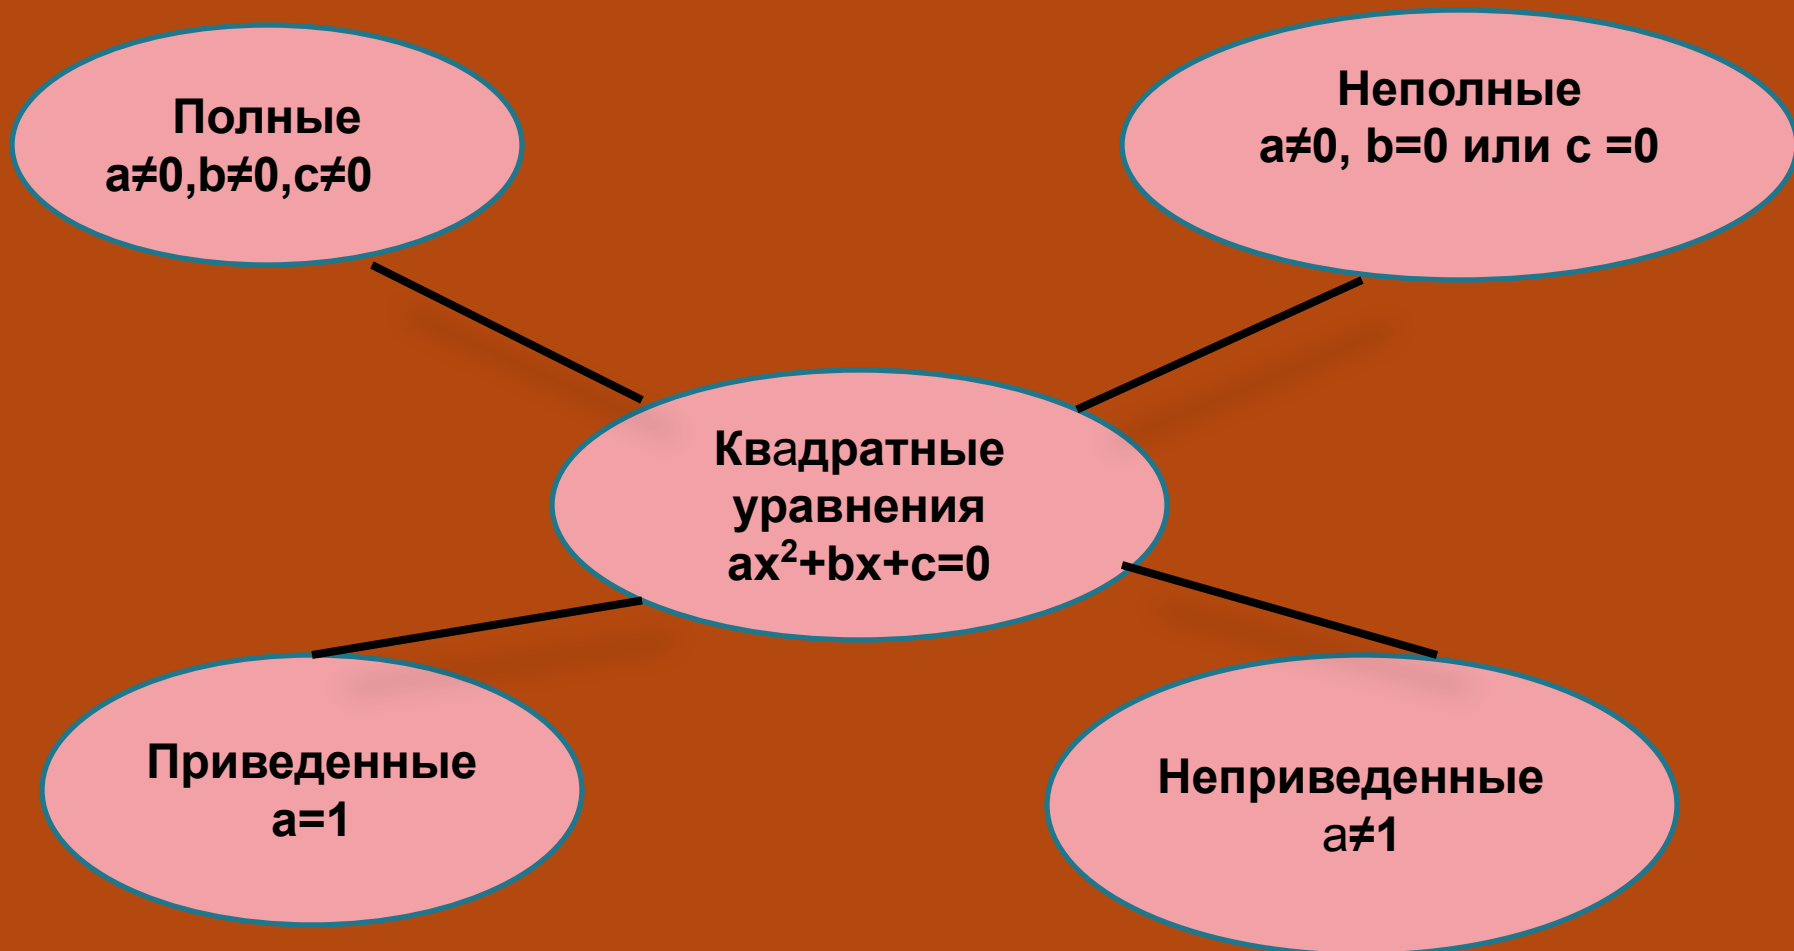 Полные
a≠0,b≠0,c≠0
Неполные
a≠0, b=0 или c =0
Квадратные
уравнения
ax²+bx+c=0
Приведенные
a=1
Неприведенные
a≠1